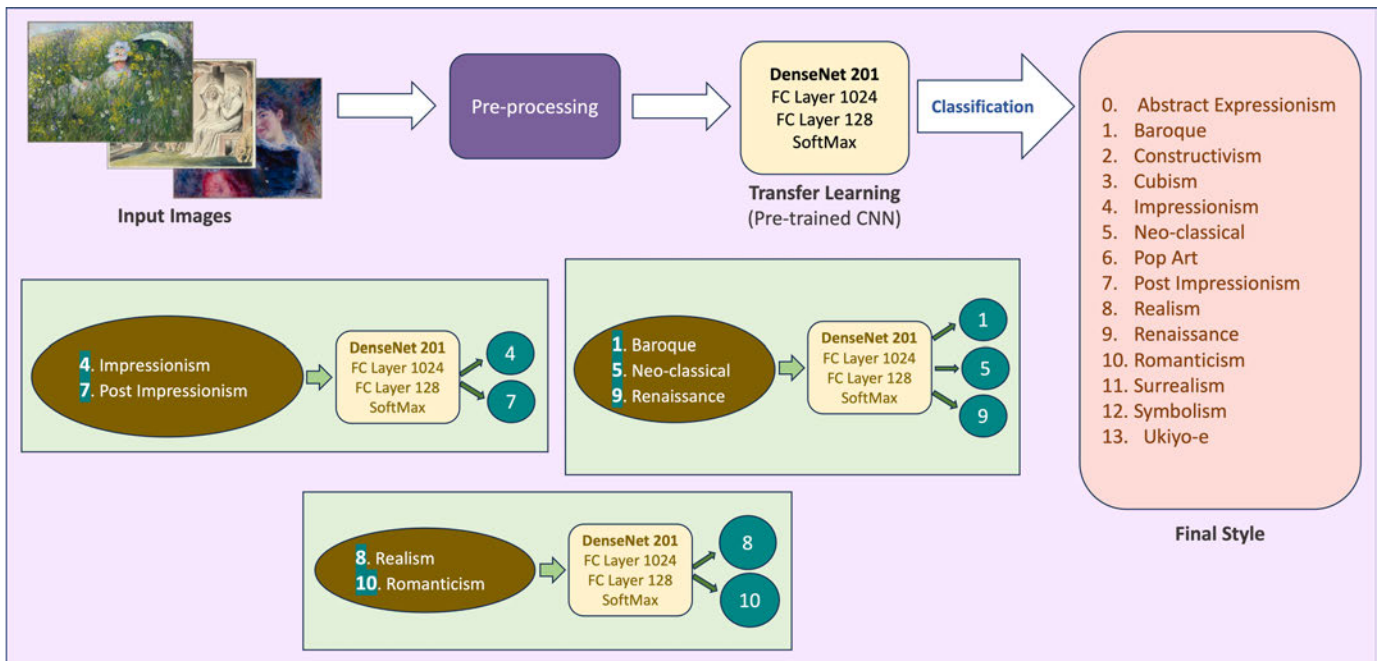 Input Images
Pre-processing
DenseNet 201
FC Layer 1024
FC Layer 128
SoftMax
Transfer Learning
(Pre-trained CNN)
Classification
0. Abstract Expressionism
1. Baroque
2. Constructivism
3. Cubism
4. Impressionism
5. Neo-classical
6. Pop Art
7. Post Impressionism
8. Realism
9. Renaissance
10. Romanticism
11. Surrealism
12. Symbolism
13. Ukiyo-e
Final Style
4. Impressionism
7. Post Impressionism
DenseNet 201
FC Layer 1024
FC Layer 128
SoftMax
4
7
1. Baroque
5. Neo-classical
9. Renaissance
DenseNet 201
FC Layer 1024
FC Layer 128
SoftMax
1
5
9
8. Realism
10. Romanticism
DenseNet 201
FC Layer 1024
FC Layer 128
SoftMax
8
10